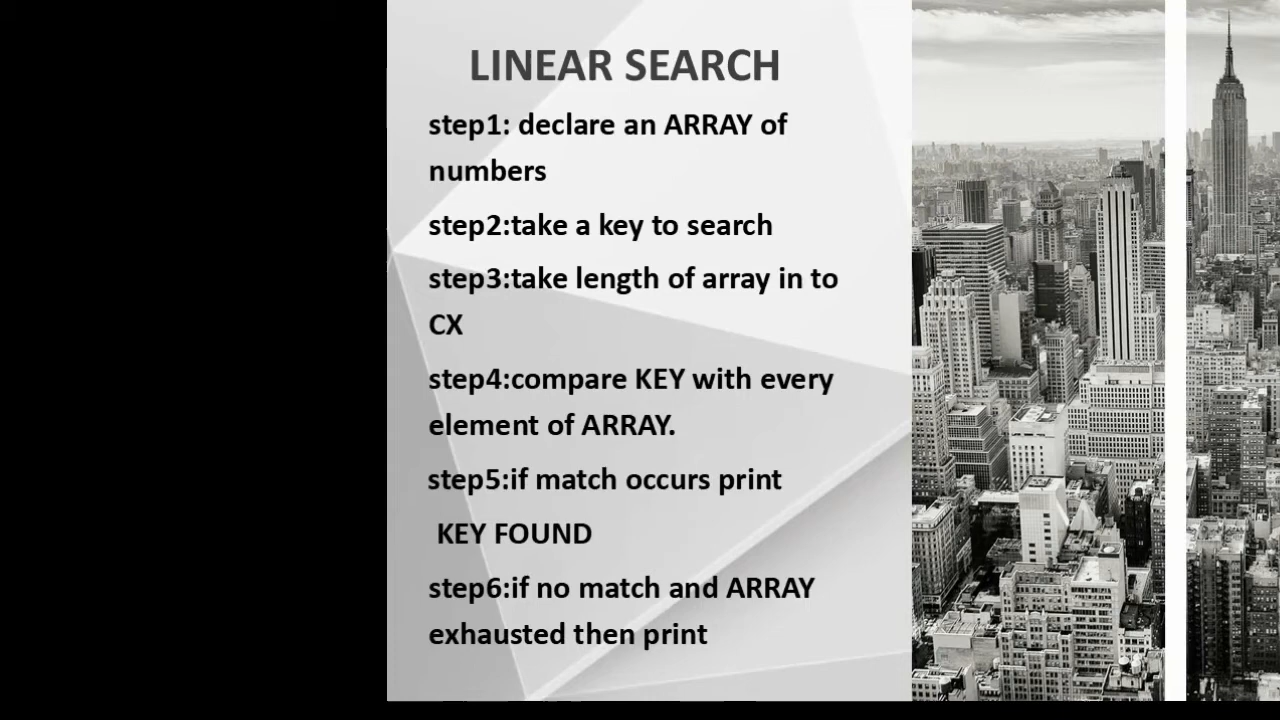 LINEAR SEARCH
step1: declare an ARRAY of
numbers
step2:take a key to search
step3:take length of array in to
CX
step4:compare KEY with every
element of ARRAY.
step5:if match occurs print
KEY FOUND
step6:if no match and ARRAY
exhausted then print